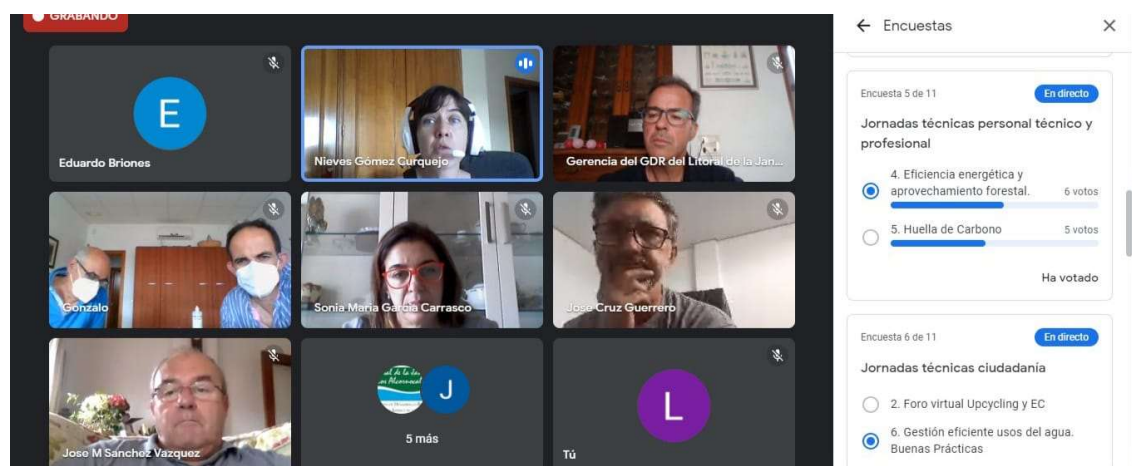 GRABANDO
E
Eduardo Briones
Nieves Gómez Curquejo
Gerencia del GDR del Litoral de la Jan...
Gonzalo
Sonia Maria García Carrasco
Jose Cruz Guerrero
Jose M Sanchez Vazquez
J
5 más
L
Tú
Encuestas
Encuesta 5 de 11
En directo
Jornadas técnicas personal técnico y
profesional
4. Eficiencia energética y
aprovechamiento forestal.
6 votos
5. Huella de Carbono
5 votos
Ha votado
Encuesta 6 de 11
En directo
Jornadas técnicas ciudadanía
2. Foro virtual Upcycling y EC
6. Gestión eficiente usos del agua.
Buenas Prácticas